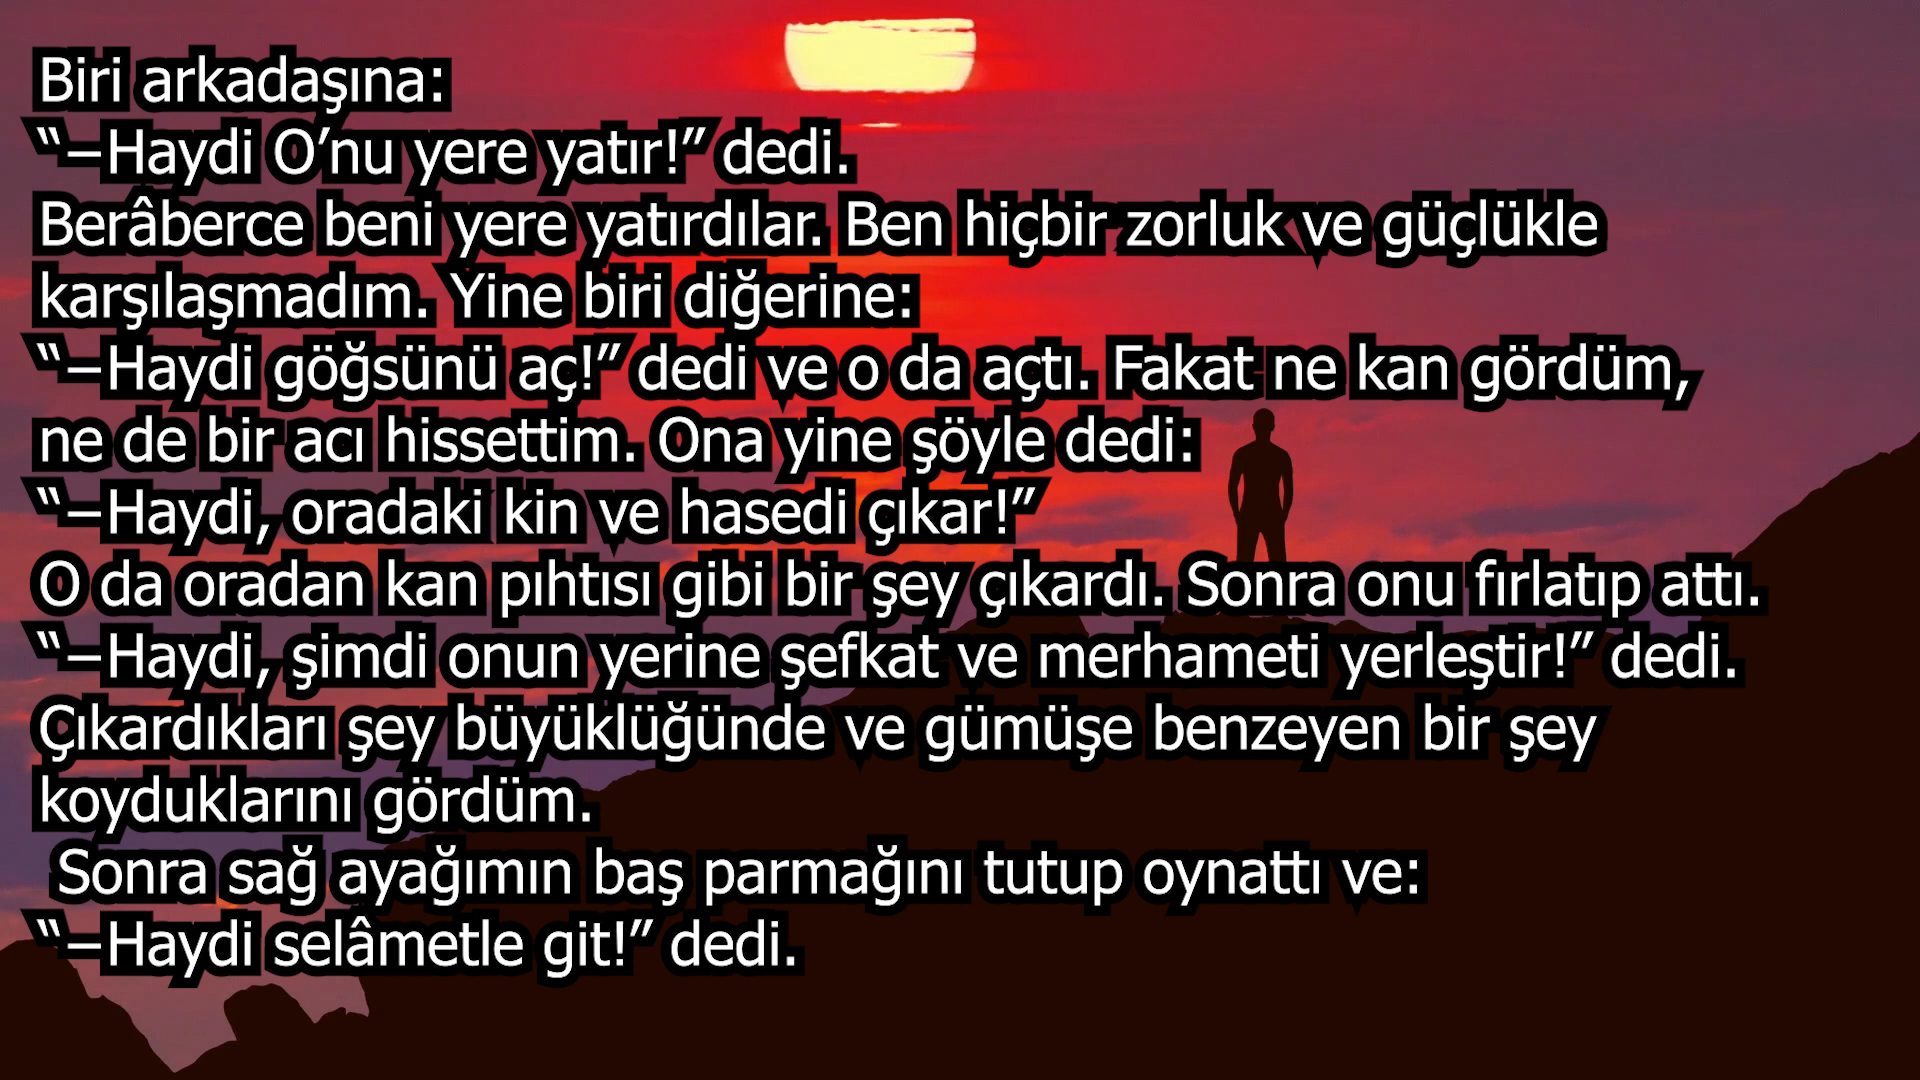 Biri arkadaşına:
“–Haydi O’nu yere yatır!” dedi.
Berâberce beni yere yatırdılar. Ben hiçbir zorluk ve güçlükle
karşılaşmadım. Yine biri diğerine:
“–Haydi göğsünü aç!” dedi ve o da açtı. Fakat ne kan gördüm,
ne de bir acı hissettim. Ona yine şöyle dedi:
“–Haydi, oradaki kin ve hasedi çıkar!”
O da oradan kan pıhtısı gibi bir şey çıkardı. Sonra onu fırlatıp attı.
“–Haydi, şimdi onun yerine şefkat ve merhameti yerleştir!” dedi.
Çıkardıkları şey büyüklüğünde ve gümüşe benzeyen bir şey
koyduklarını gördüm.
Sonra sağ ayağımın baş parmağını tutup oynattı ve:
“–Haydi selâmetle git!” dedi.